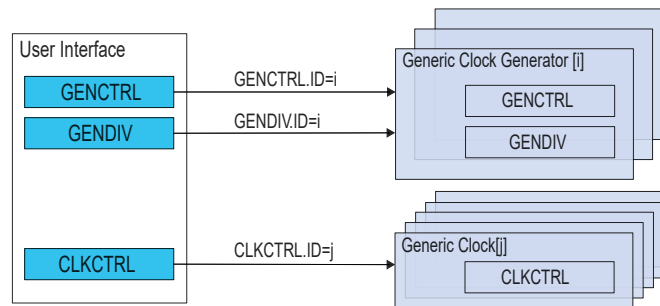 User Interface
GENCTRL
GENDIV
CLKCTRL
GENCTRL.ID=i
GENDIV.ID=i
CLKCTRL.ID=j
Generic Clock Generator [i]
GENCTRL
GENDIV
Generic Clock[j]
CLKCTRL